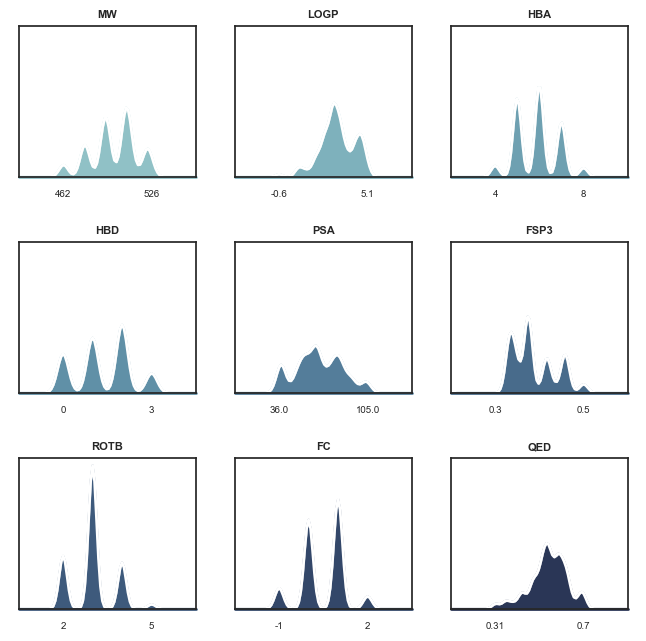 MW LOGP HBA
462 526 -0.6 5.1 4 8
HBD PSA FSP3
0 3 36.0 105.0 0.3 0.5
ROTB FC QED
2 5 -1 2 0.31 0.7